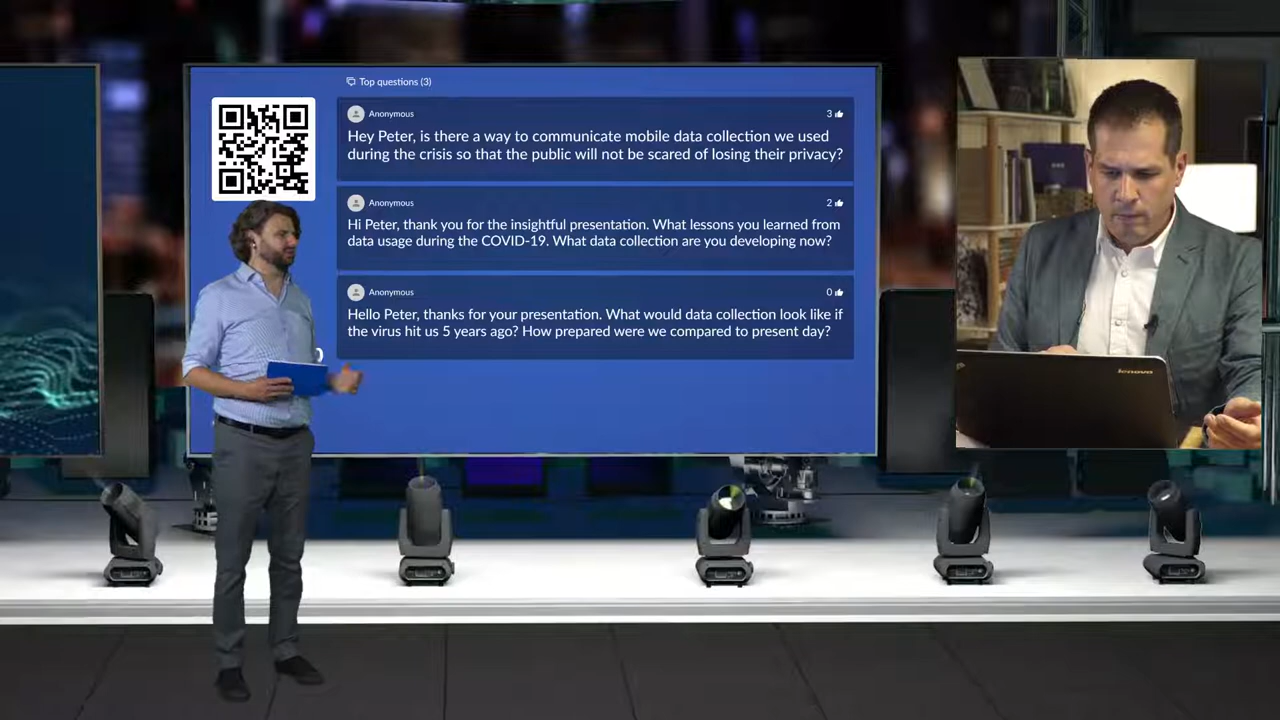 Top questions (3)
Anonymous
3
Hey Peter, is there a way to communicate mobile data collection we used
during the crisis so that the public will not be scared of losing their privacy?
Anonymous
2
Hi Peter, thank you for the insightful presentation. What lessons you learned from
data usage during the COVID-19. What data collection are you developing now?
Anonymous
0
Hello Peter, thanks for your presentation. What would data collection look like if
the virus hit us 5 years ago? How prepared were we compared to present day?
lenovo